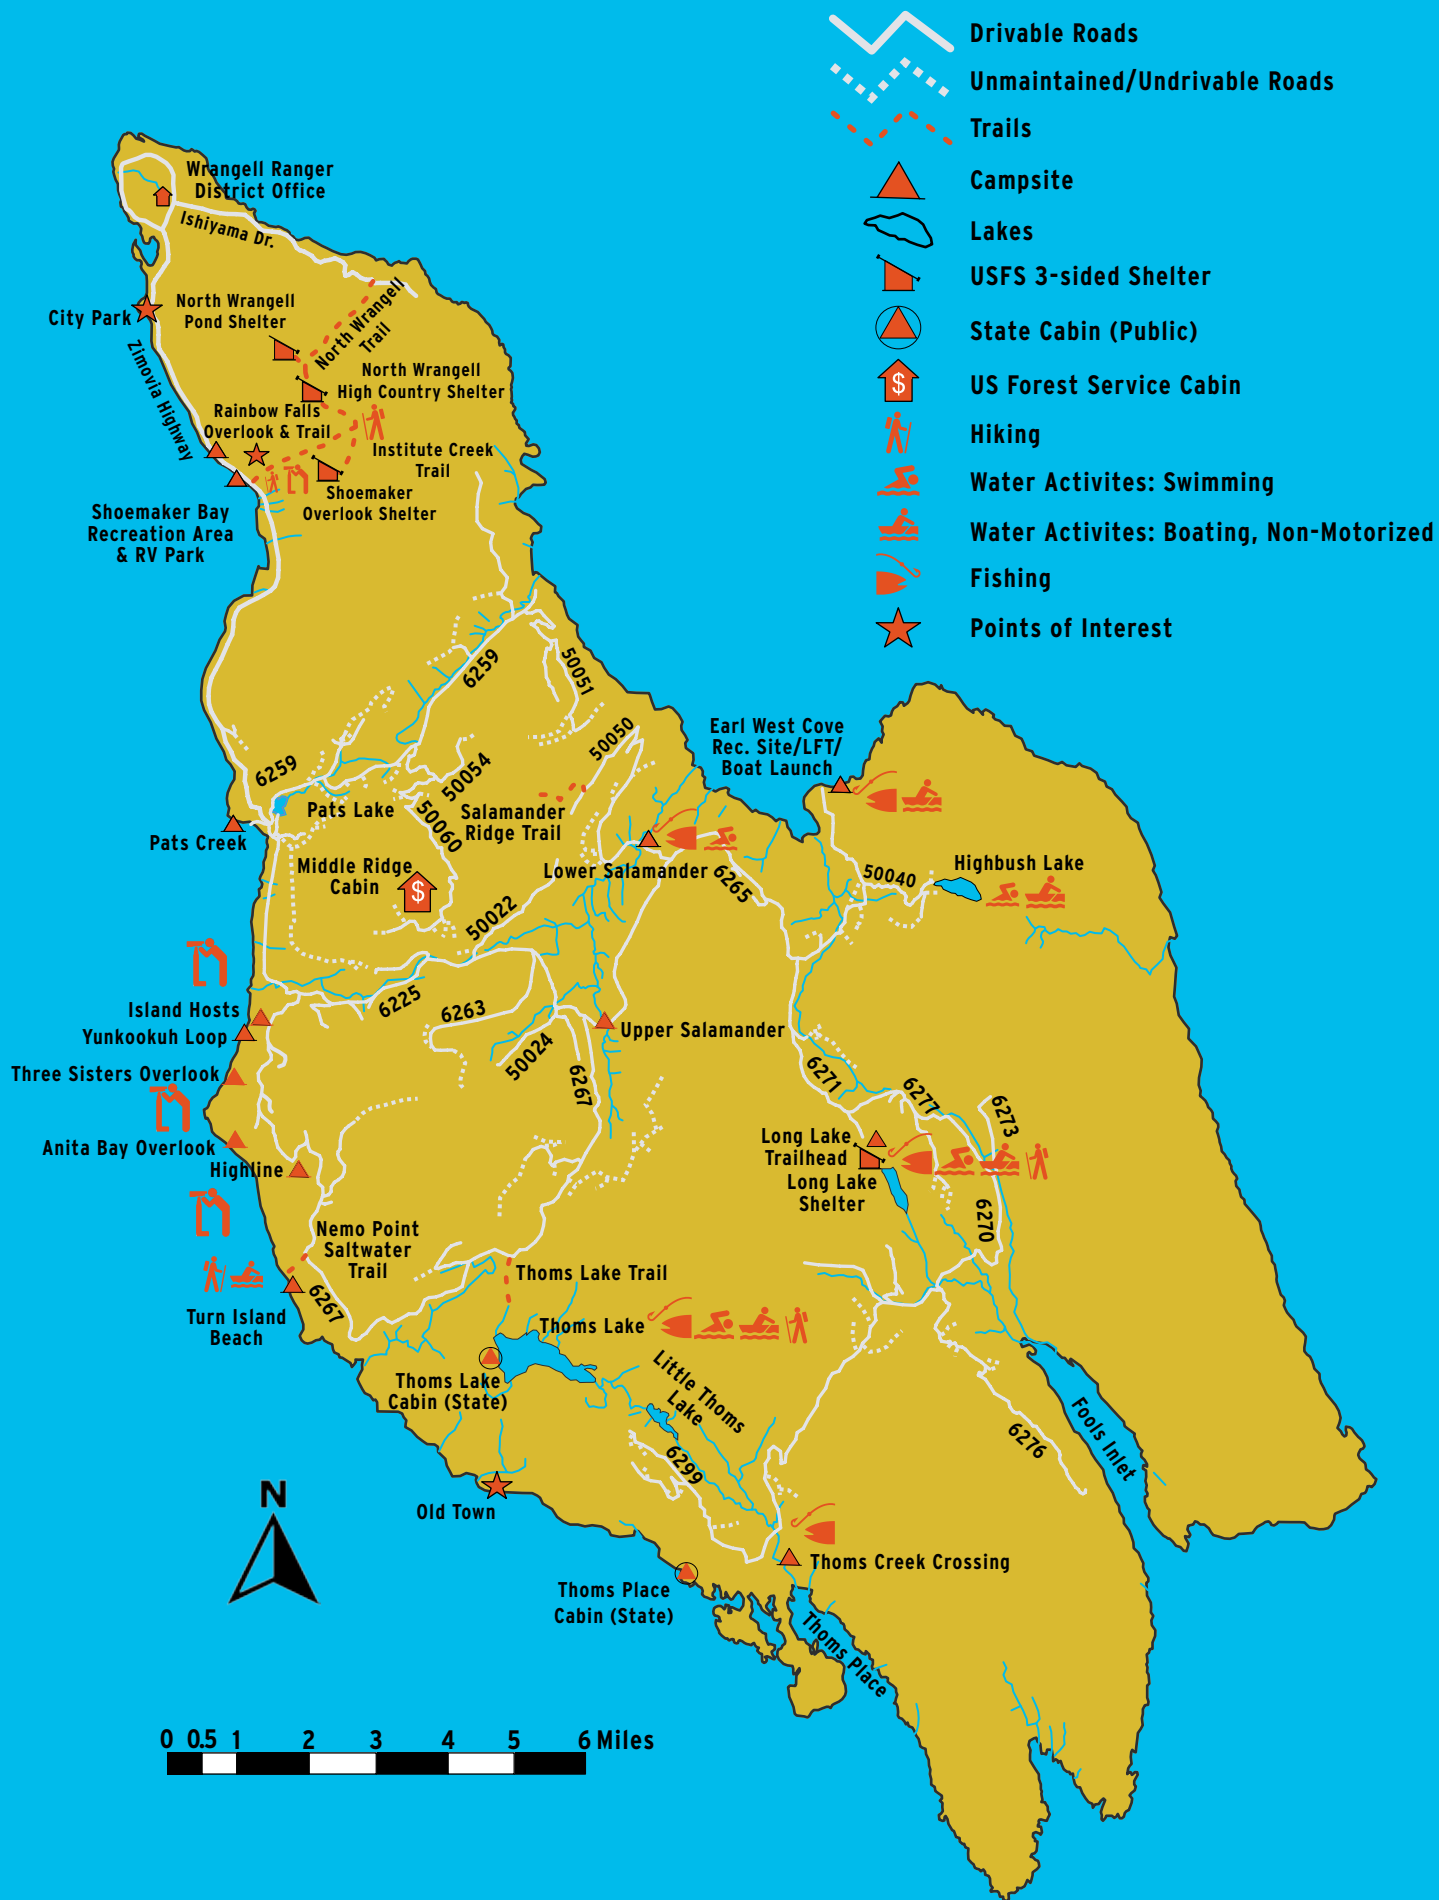 Drivable Roads
Unmaintained/Undrivable Roads
Trails
Campsite
Lakes
USFS 3-sided Shelter
State Cabin (Public)
$
US Forest Service Cabin
Hiking
Water Activites: Swimming
Water Activites: Boating, Non-Motorized
Fishing
Points of Interest
Wrangell Ranger
District Office
Ishiyama Dr.
City Park
North Wrangell
Pond Shelter
North Wrangell
Trail
Zimovia Highway
North Wrangell
High Country Shelter
Rainbow Falls
Overlook & Trail
Institute Creek
Trail
Shoemaker
Overlook Shelter
Shoemaker Bay
Recreation Area
& RV Park
6259
50051
50050
Earl West Cove
Rec. Site/LFT/
Boat Launch
6259
50054
Pats Lake
50060
Salamander
Ridge Trail
Pats Creek
Middle Ridge
Cabin
$
Lower Salamander
6265
50040
Highbush Lake
50022
Island Hosts
6225
6263
Yunkookuh Loop
50024
Upper Salamander
Three Sisters Overlook
6267
6271
6277
6273
Anita Bay Overlook
Long Lake
Trailhead
Highline
Long Lake
Shelter
6270
Nemo Point
Saltwater
Trail
Thoms Lake Trail
6267
Turn Island
Beach
Thoms Lake
Thoms Lake
Cabin (State)
Little Thoms
Lake
Fools Inlet
6276
6299
N
Old Town
Thoms Creek Crossing
Thoms Place
Cabin (State)
Thoms Place
0 0.5 1 2 3 4 5 6 Miles